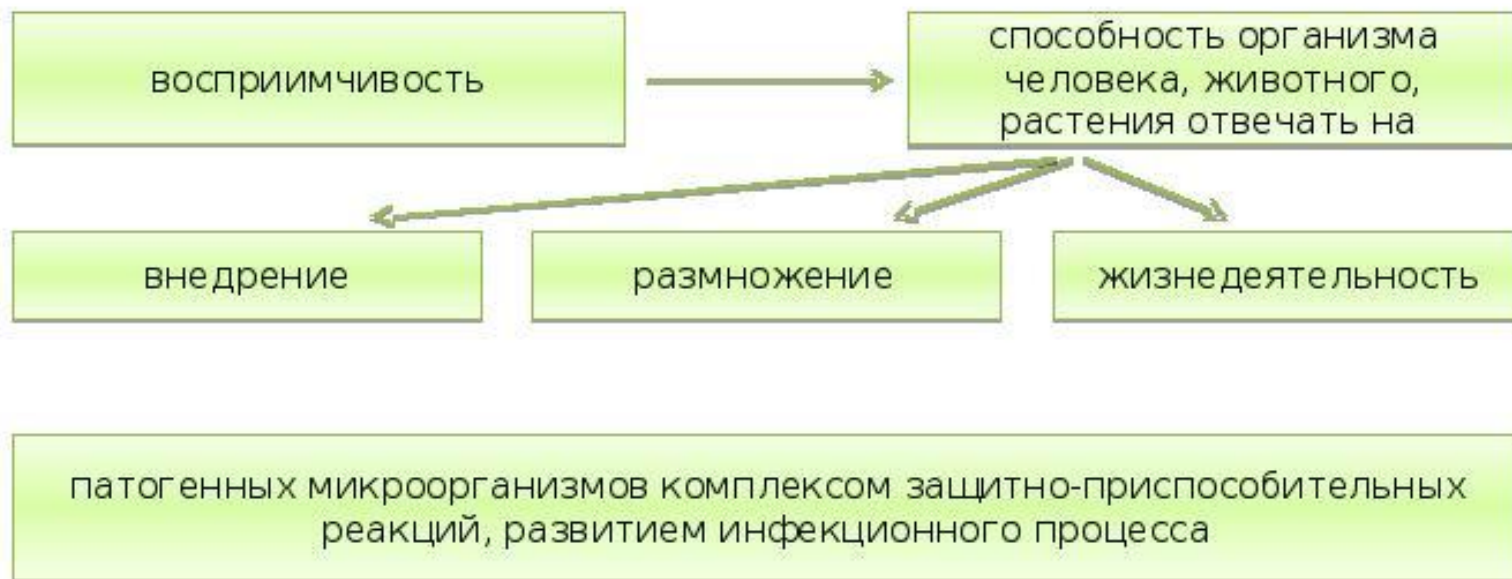 восприимчивость
способность организма
человека, животного,
растения отвечать на
внедрение
размножение
жизнедеятельность
патогенных микроорганизмов комплексом защитно-приспособительных
реакций, развитием инфекционного процесса